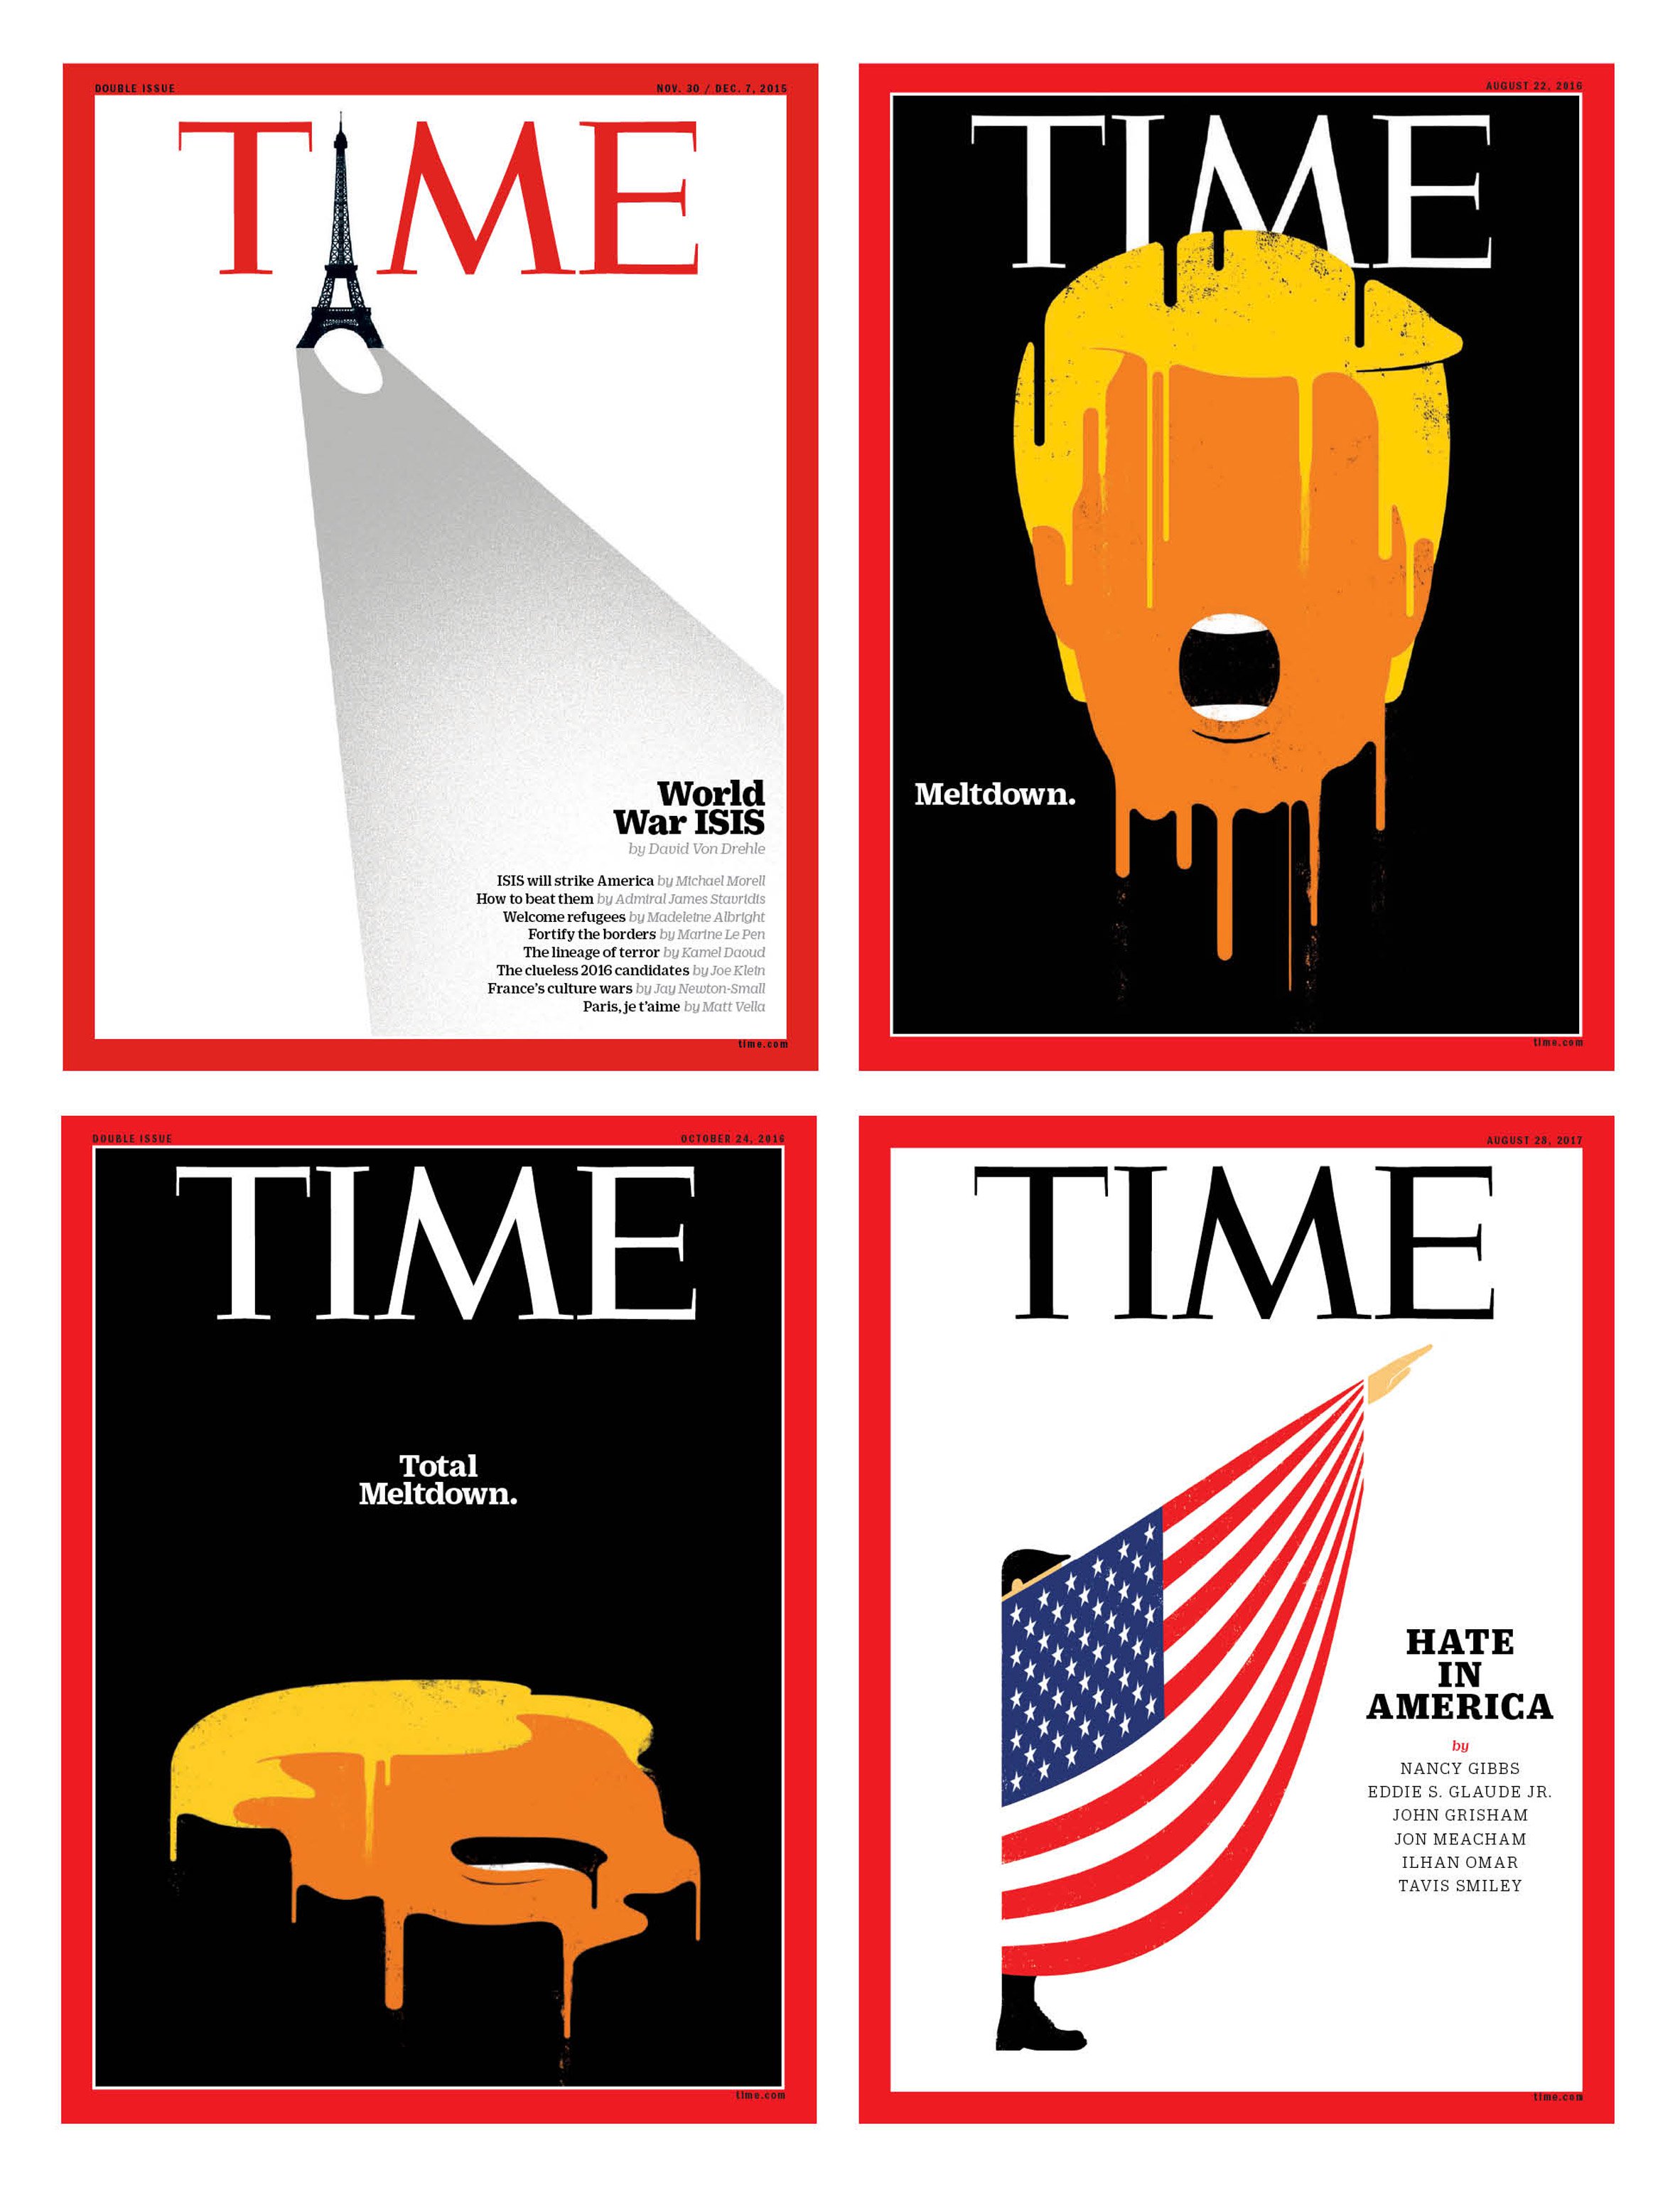 DOUBLE ISSUE
NOV. 30 / DEC. 7, 2015
TIME
World
War ISIS
by David Von Drehle
ISIS will strike America by Michael Morell
How to beat them by Admiral James Stavridis
Welcome refugees by Madeleine Albright
Fortify the borders by Marine Le Pen
The lineage of terror by Kamel Daoud
The clueless 2016 candidates by Joe Klein
France's culture wars by Jay Newton-Small
Paris, je t'aime by Matt Vella
time.com
AUGUST 22, 2016
TIME
Meltdown.
time.com
DOUBLE ISSUE
OCTOBER 24, 2016
TIME
Total
Meltdown.
time.com
AUGUST 28, 2017
TIME
HATE
IN
AMERICA
by
NANCY GIBBS
EDDIE S. GLAUDE JR.
JOHN GRISHAM
JON MEACHAM
ILHAN OMAR
TAVIS SMILEY
time.com